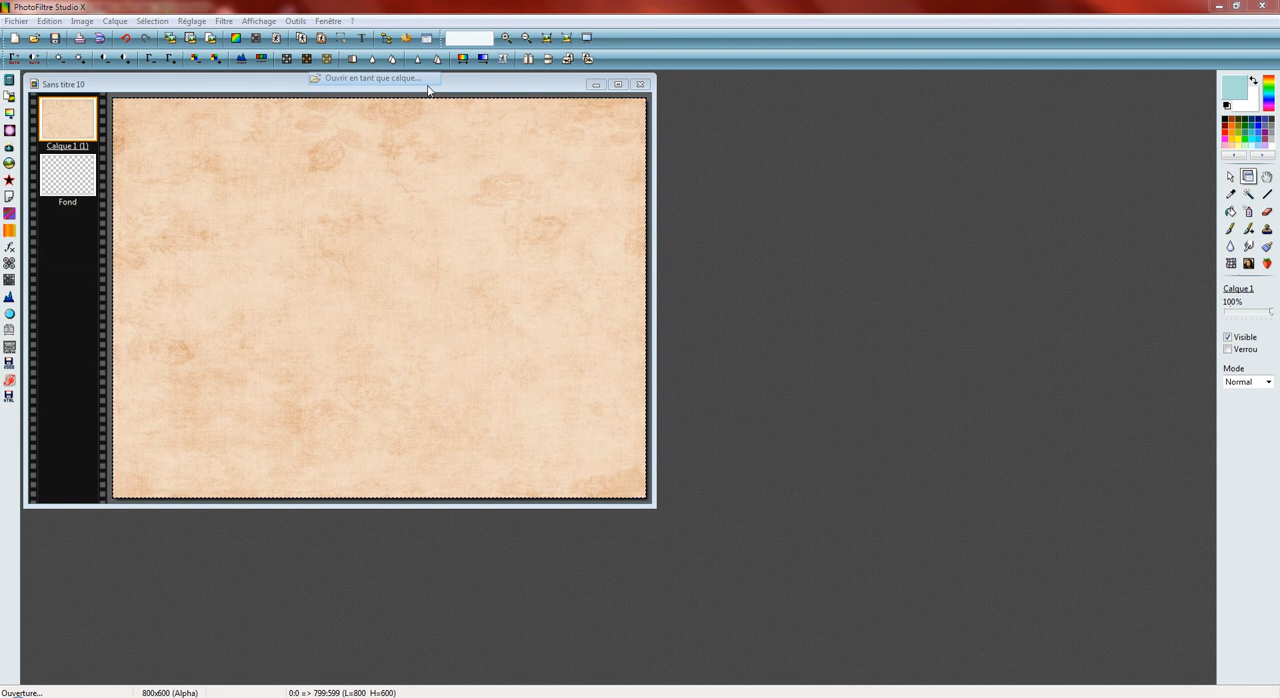 PhotoFiltre Studio X
Fichier Edition Image Calque Sélection Réglage Filtre Affichage Outils Fenêtre ?
Sans titre 10
Ouvrir en tant que calque...
Calque 1 (1)
Fond
Calque 1
100%
Visible
Verrou
Mode
Normal
Ouverture... 800x600 (Alpha) 0:0 => 799:599 (L=800 H=600)